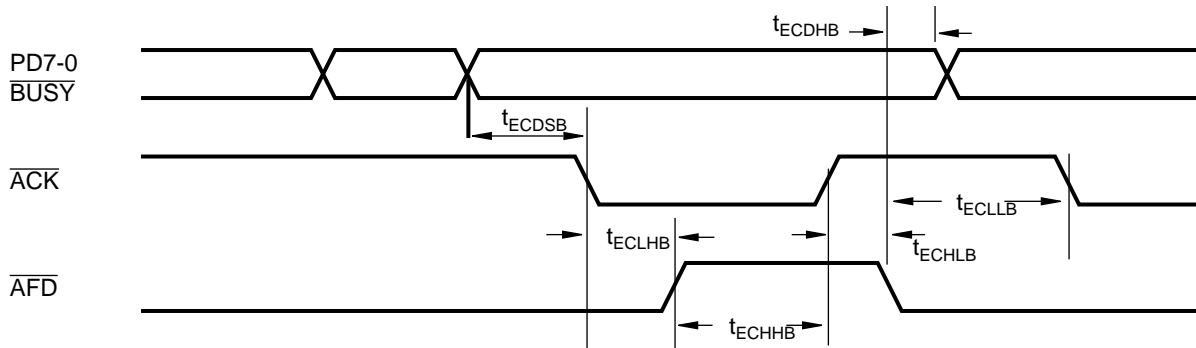 tECDHB
PD7-0
BUSY
tECDSB
ACK
tECLLB
tECLHB
tECHLB
AFD
tECHHB